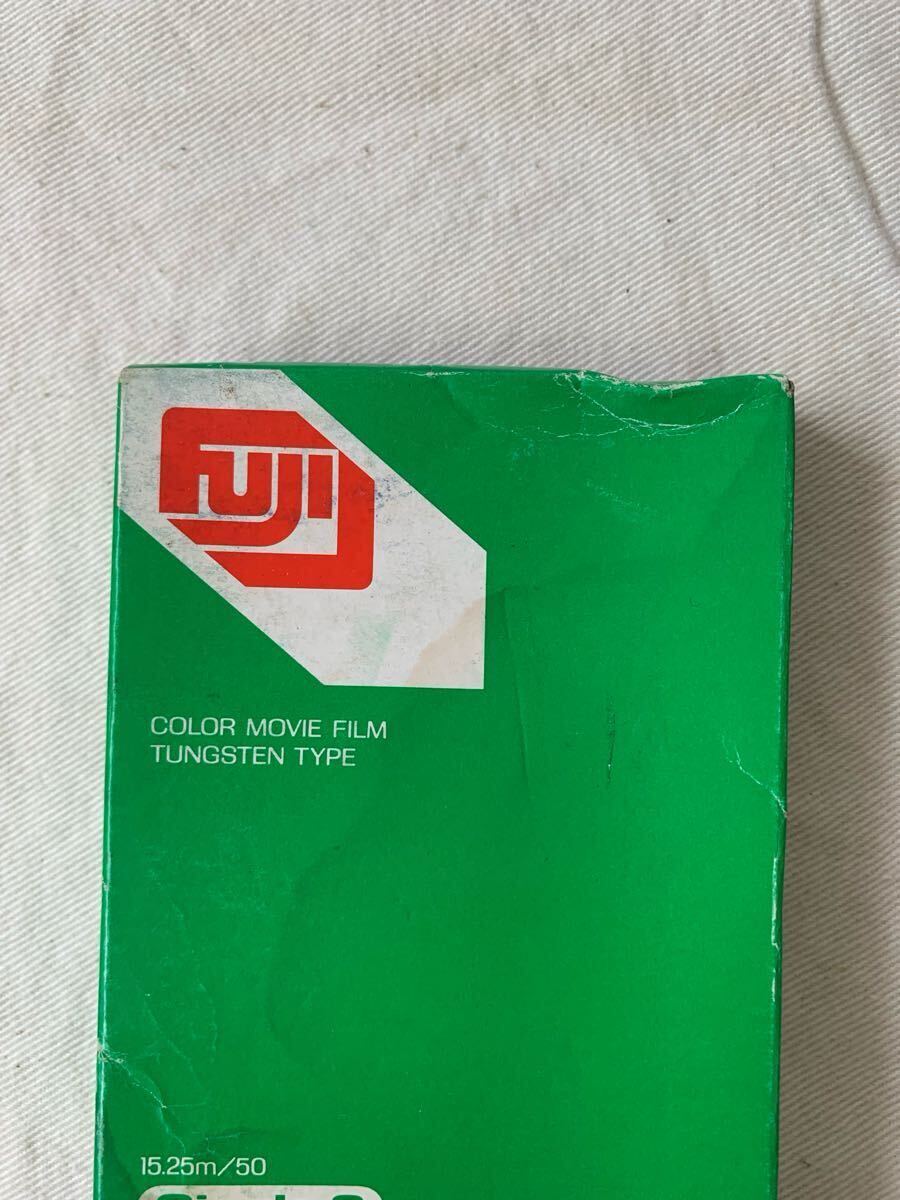 FUJI
COLOR MOVIE FILM
TUNGSTEN TYPE
15.25m/50